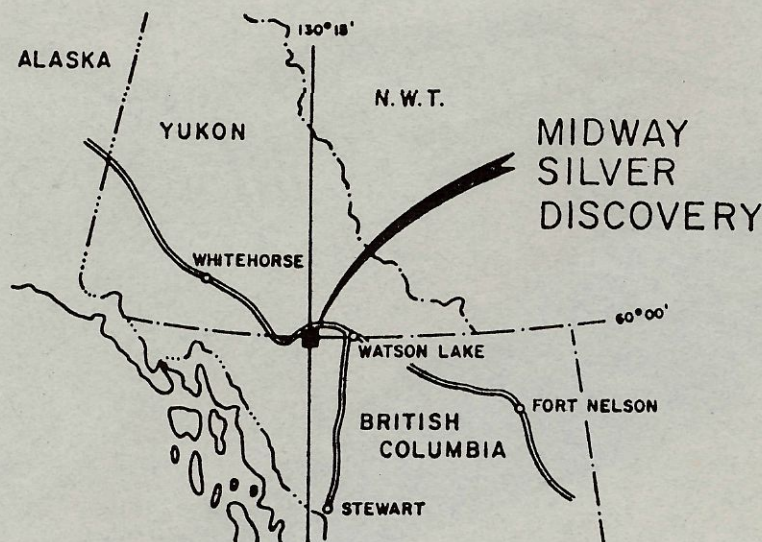 130°18'
ALASKA
N.W.T.
YUKON
MIDWAY
SILVER
DISCOVERY
WHITEHORSE
60°00'
WATSON LAKE
FORT NELSON
BRITISH
COLUMBIA
STEWART